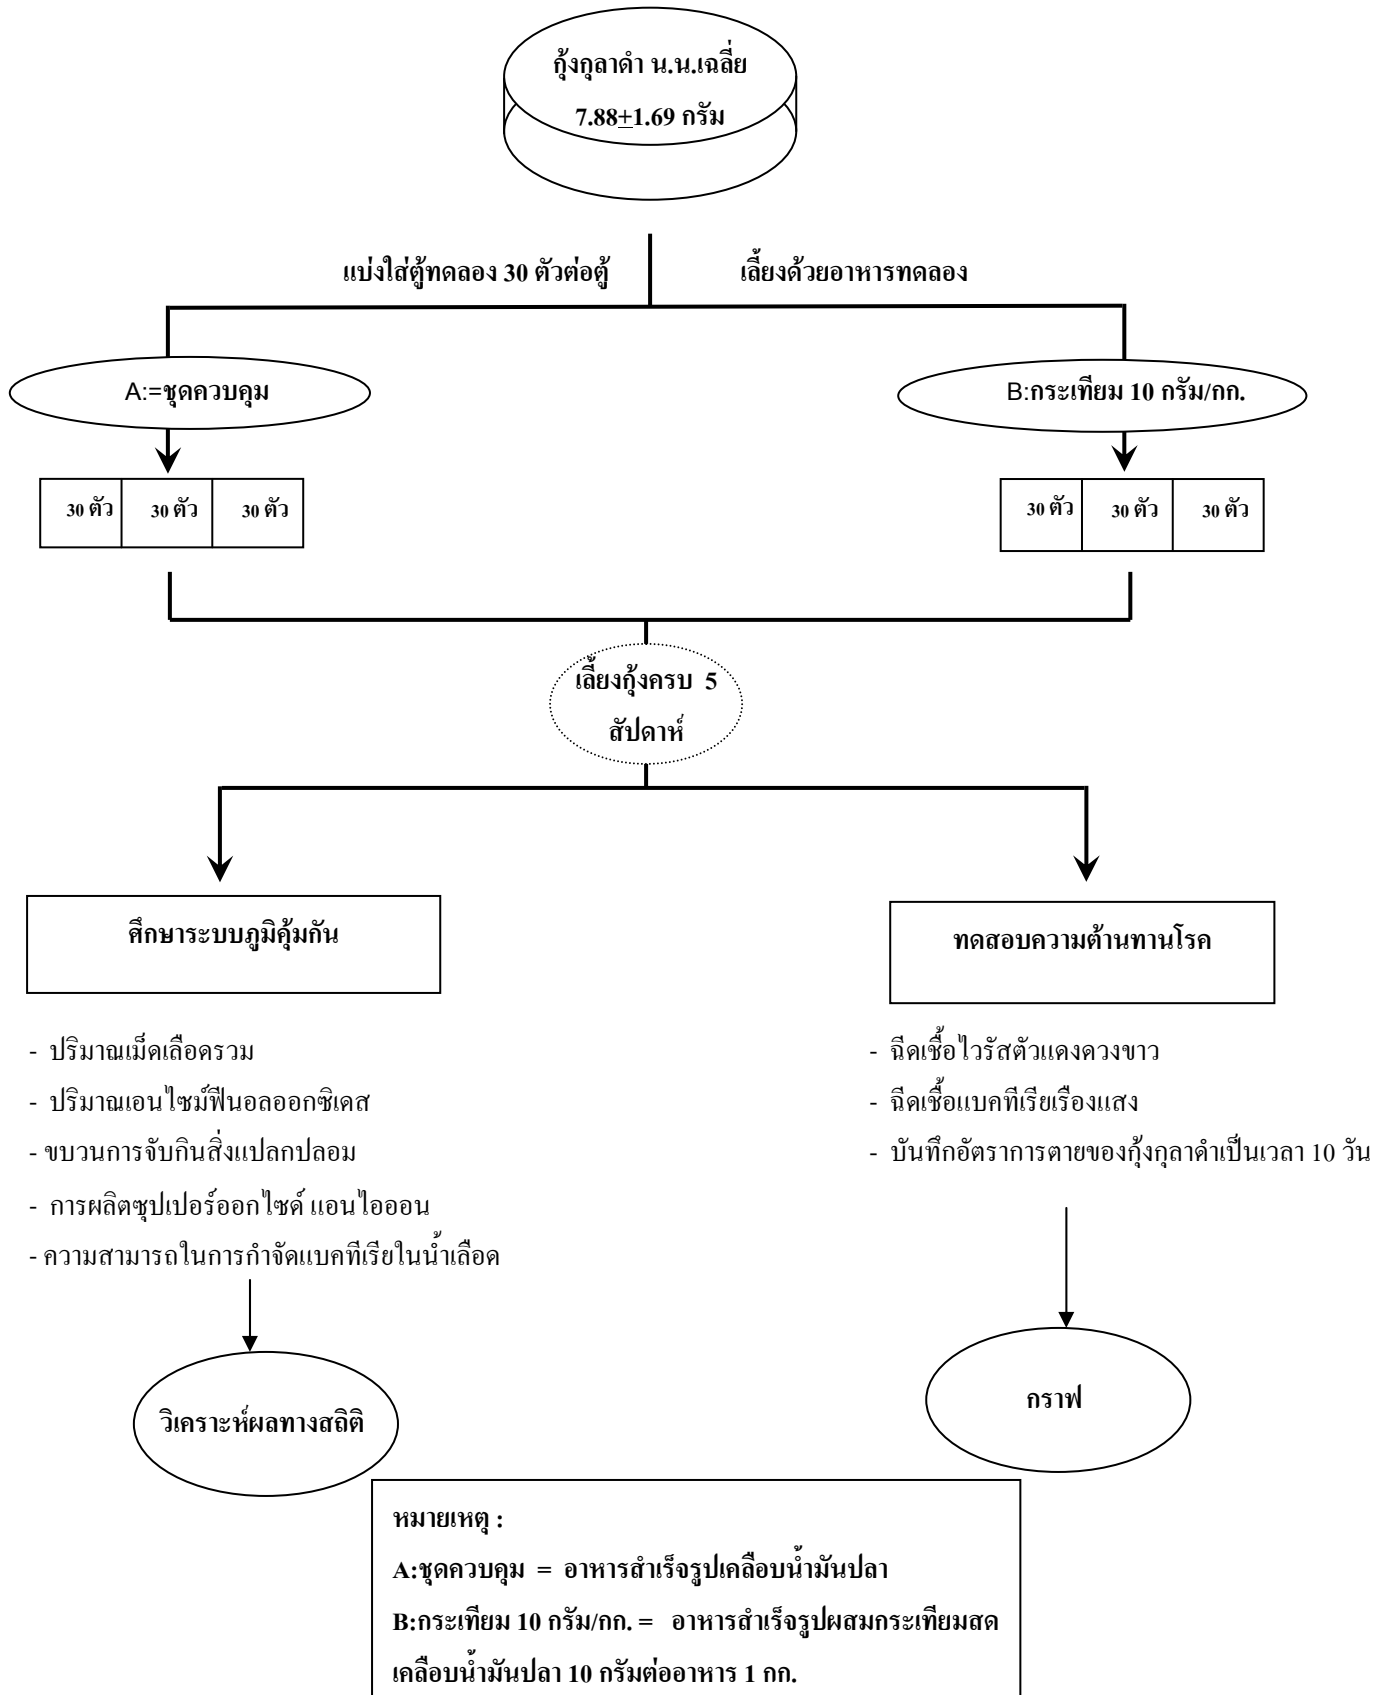 กุ้งกุลาดำ น.น.เฉลี่ย
7.88+1.69 กรัม
แบ่งใส่ตู้ทดลอง 30 ตัวต่อตู้
เลี้ยงด้วยอาหารทดลอง
A:=ชุดควบคุม
B:กระเทียม 10 กรัม/กก.
30 ตัว 30 ตัว 30 ตัว
30 ตัว 30 ตัว 30 ตัว
เลี้ยงกุ้งครบ 5
สัปดาห์
ศึกษาระบบภูมิคุ้มกัน
- ปริมาณเม็ดเลือดรวม
- ปริมาณเอนไซม์ฟีนอลออกซิเดส
- ขบวนการจับกินสิ่งแปลกปลอม
- การผลิตซุปเปอร์ออกไซด์ แอนไอออน
- ความสามารถในการกำจัดแบคทีเรียในน้ำเลือด
วิเคราะห์ผลทางสถิติ
ทดสอบความต้านทานโรค
- ฉีดเชื้อไวรัสตัวแดงดวงขาว
- ฉีดเชื้อแบคทีเรียเรืองแสง
- บันทึกอัตราการตายของกุ้งกุลาดำเป็นเวลา 10 วัน
กราฟ
หมายเหตุ :
A:ชุดควบคุม = อาหารสำเร็จรูปเคลือบน้ำมันปลา
B:กระเทียม 10 กรัม/กก. = อาหารสำเร็จรูปผสมกระเทียมสด
เคลือบน้ำมันปลา 10 กรัมต่ออาหาร 1 กก.